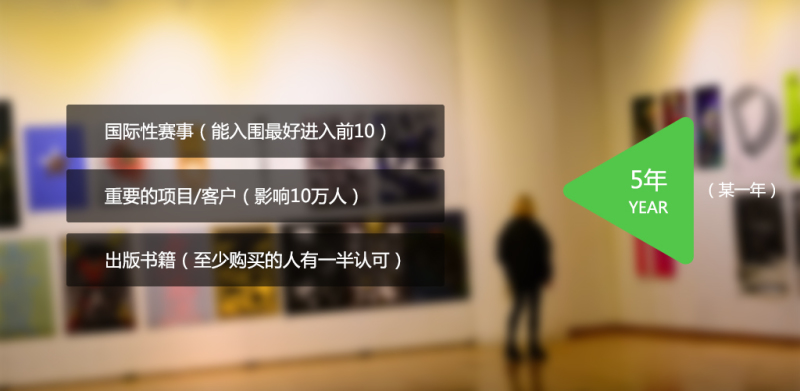 国际性赛事（能入围最好进入前10）
重要的项目/客户（影响10万人）
出版书籍（至少购买的人有一半认可）
5年
YEAR
（某一年）